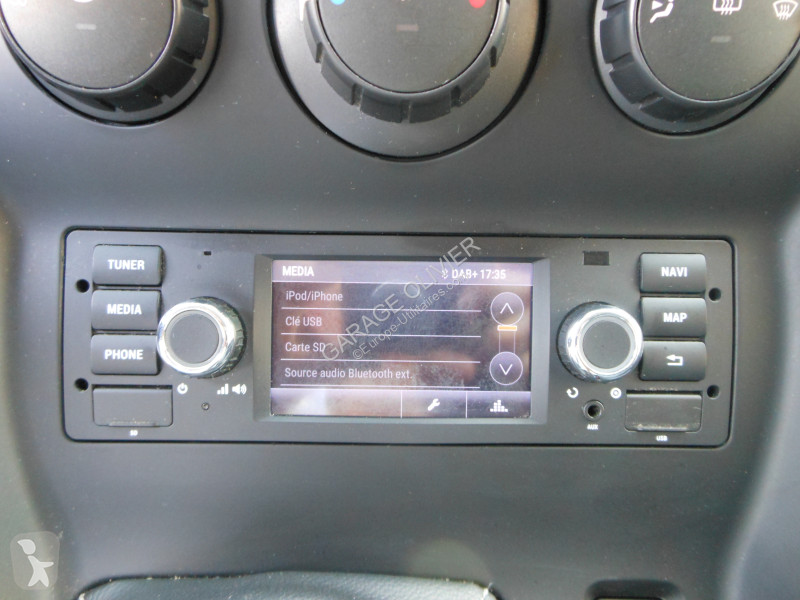 TUNER
MEDIA
PHONE
MEDIA
DAB+ 17:35
iPod/iPhone
Clé USB
Carte SD
Source audio Bluetooth ext.
NAVI
MAP
SD
AUX
USB
GARAGE OLIVIER
©Europe-Utilitaires.com